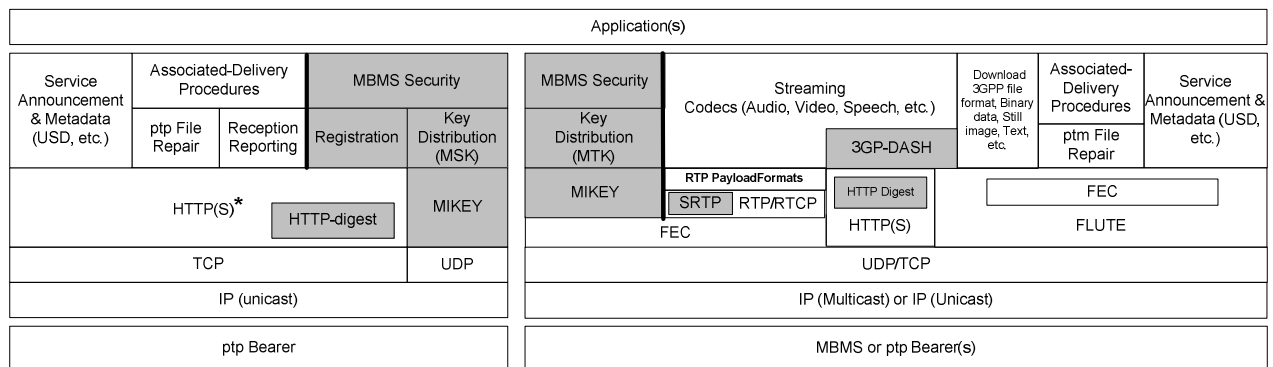 Application(s)
Service
Announcement
& Metadata
(USD, etc.)
Associated-Delivery
Procedures
ptp File
Repair
Reception
Reporting
MBMS Security
Registration
Key
Distribution
(MSK)
HTTP(S)*
HTTP-digest
MIKEY
TCP
UDP
IP (unicast)
ptp Bearer
MBMS Security
Key
Distribution
(MTK)
MIKEY
Streaming
Codecs (Audio, Video, Speech, etc.)
3GP-DASH
Download
3GPP file
format, Binary
data, Still
image, Text,
etc.
Associated-
Delivery
Procedures
ptm File
Repair
Service
Announcement &
Metadata (USD,
etc.)
RTP PayloadFormats
SRTP
RTP/RTCP
FEC
HTTP Digest
HTTP(S)
FEC
FLUTE
UDP/TCP
IP (Multicast) or IP (Unicast)
MBMS or ptp Bearer(s)